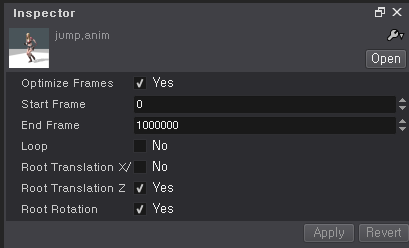 Inspector
jump.anim
Open
Optimize Frames Yes
Start Frame 0
End Frame 1000000
Loop No
Root Translation X/ No
Root Translation Z Yes
Root Rotation Yes
Apply Revert